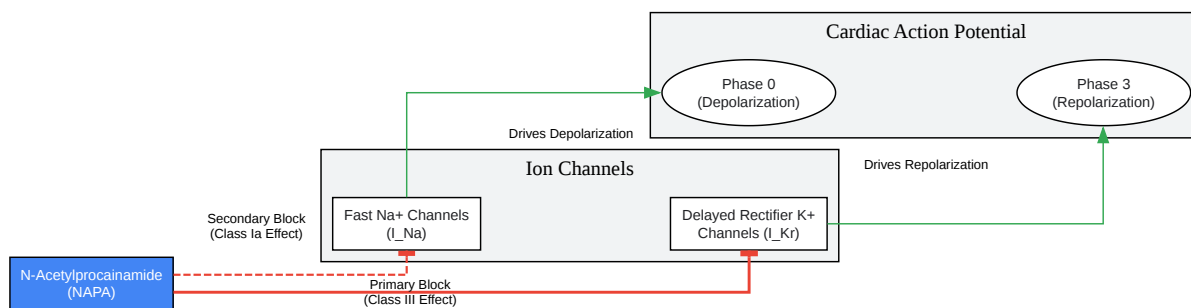 Cardiac Action Potential
Phase 0
(Depolarization)
Phase 3
(Repolarization)
Drives Depolarization
Drives Repolarization
Ion Channels
Fast Na+ Channels
(I_Na)
Delayed Rectifier K+
Channels (I_Kr)
Secondary Block
(Class Ia Effect)
N-Acetylprocainamide
(NAPA)
Primary Block
(Class III Effect)